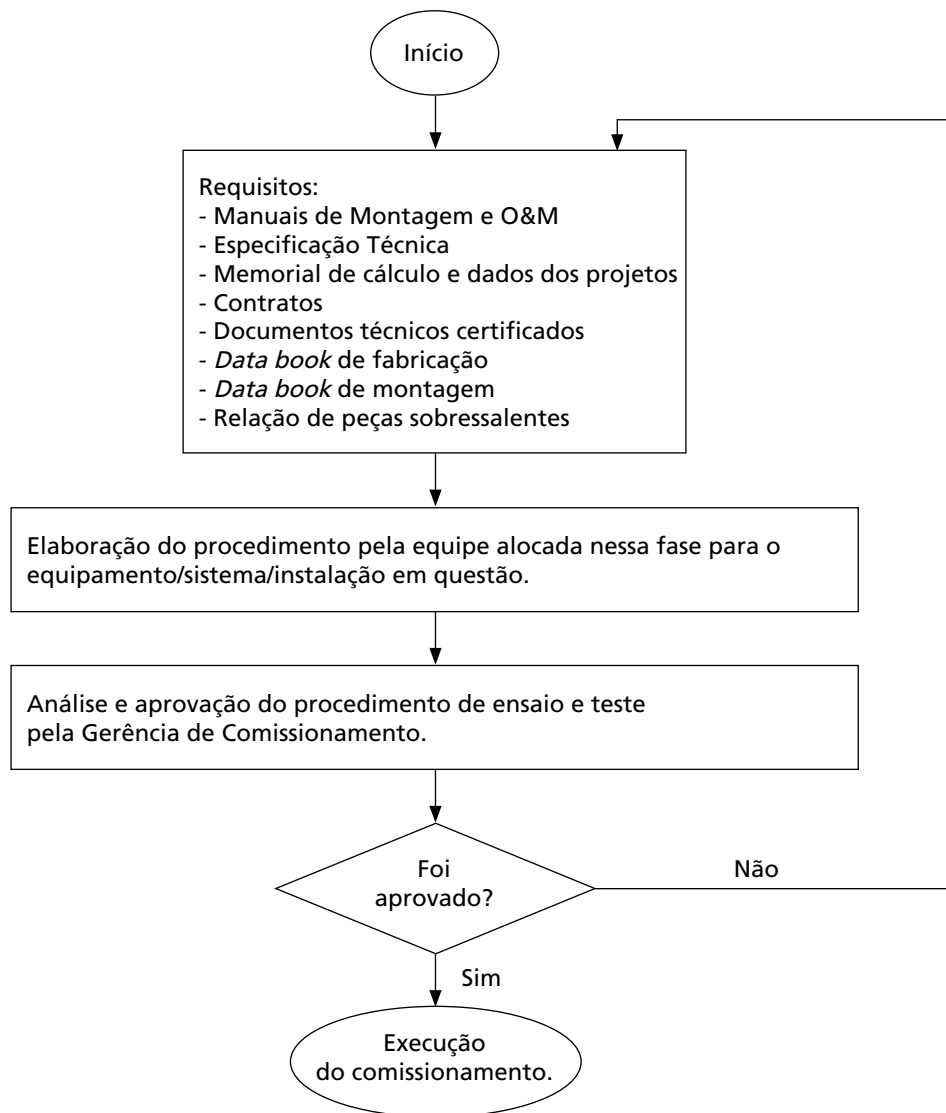 Início
Requisitos:
- Manuais de Montagem e O&M
- Especificação Técnica
- Memorial de cálculo e dados dos projetos
- Contratos
- Documentos técnicos certificados
- Data book de fabricação
- Data book de montagem
- Relação de peças sobressalentes
Elaboração do procedimento pela equipe alocada nessa fase para o
equipamento/sistema/instalação em questão.
Análise e aprovação do procedimento de ensaio e teste
pela Gerência de Comissionamento.
Foi
aprovado?
Não
Sim
Execução
do comissionamento.